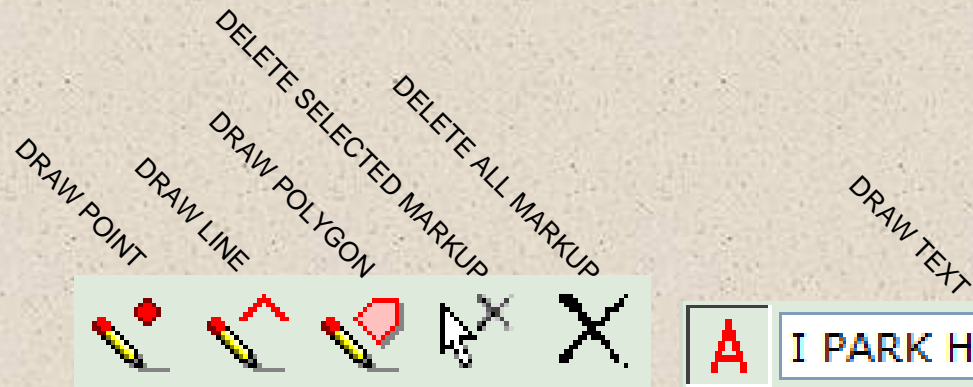 DRAW POINT
DRAW LINE
DRAW POLYGON
DELETE SELECTED MARKUP
DELETE ALL MARKUP
DRAW TEXT
A
I PARK H